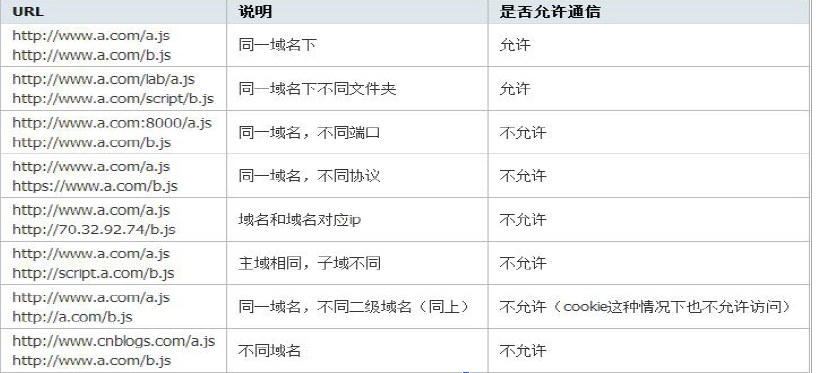 URL 说明 是否允许通信
http://www.a.com/a.js
http://www.a.com/b.js
同一域名下 允许
http://www.a.com/lab/a.js
http://www.a.com/script/b.js
同一域名下不同文件夹 允许
http://www.a.com:8000/a.js
http://www.a.com/b.js
同一域名，不同端口 不允许
http://www.a.com/a.js
https://www.a.com/b.js
同一域名，不同协议 不允许
http://www.a.com/a.js
http://70.32.92.74/b.js
域名和域名对应ip 不允许
http://www.a.com/a.js
http://script.a.com/b.js
主域相同，子域不同 不允许
http://www.a.com/a.js
http://a.com/b.js
同一域名，不同二级域名（同上） 不允许（cookie这种情况下也不允许访问）
http://www.cnblogs.com/a.js
http://www.a.com/b.js
不同域名 不允许